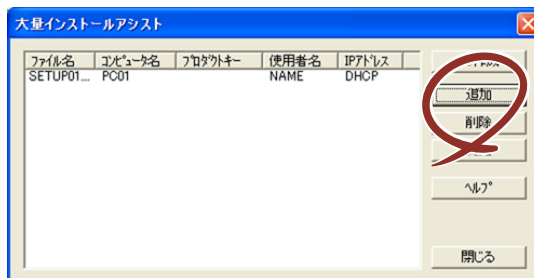 大量インストールアシスト
ファイル名 コンピュータ名 プロダクトキー 使用者名 IPアドレス
SETUP01... PC01 NAME DHCP
追加
削除
ヘルプ
閉じる